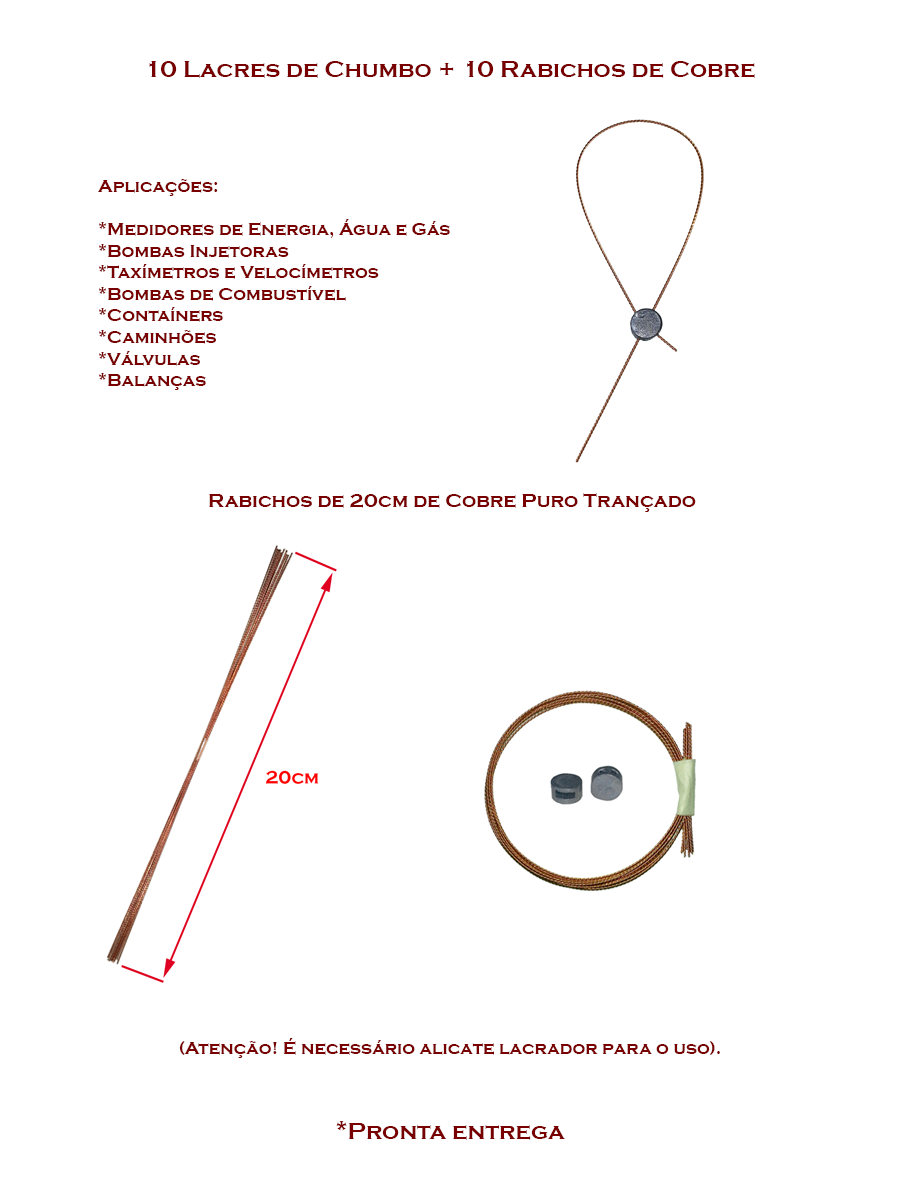 10 Lacres de Chumbo + 10 Rabichos de Cobre
Aplicações:
*Medidores de Energia, Água e Gás
*Bombas Injetoras
*Taxímetros e Velocímetros
*Bombas de Combustível
*Contaíners
*Caminhões
*Válvulas
*Balanças
Rabichos de 20cm de Cobre Puro Trançado
20cm
(Atenção! É necessário alicate lacrador para o uso).
*Pronta entrega